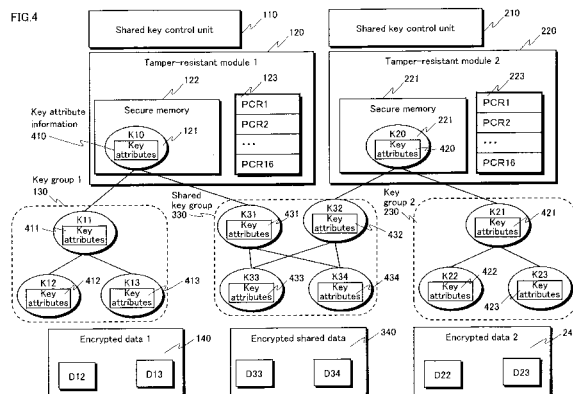 FIG.4
110
Shared key control unit
210
Shared key control unit
120
Tamper-resistant module 1
122
123
Secure memory
K10
Key attributes
121
PCR1
PCR2
...
PCR16
Key attribute information
410
220
Tamper-resistant module 2
221
223
Secure memory
221
K20
Key attributes
420
PCR1
PCR2
...
PCR16
Key group 1
130
K11
Key attributes
411
K12
Key attributes
412
K13
Key attributes
413
Shared key group
330
K31
Key attributes
431
K32
Key attributes
432
K33
Key attributes
433
K34
Key attributes
434
Key group 2
230
K21
Key attributes
421
K22
Key attributes
422
K23
Key attributes
423
Encrypted data 1
140
D12
D13
Encrypted shared data
340
D33
D34
Encrypted data 2
24
D22
D23